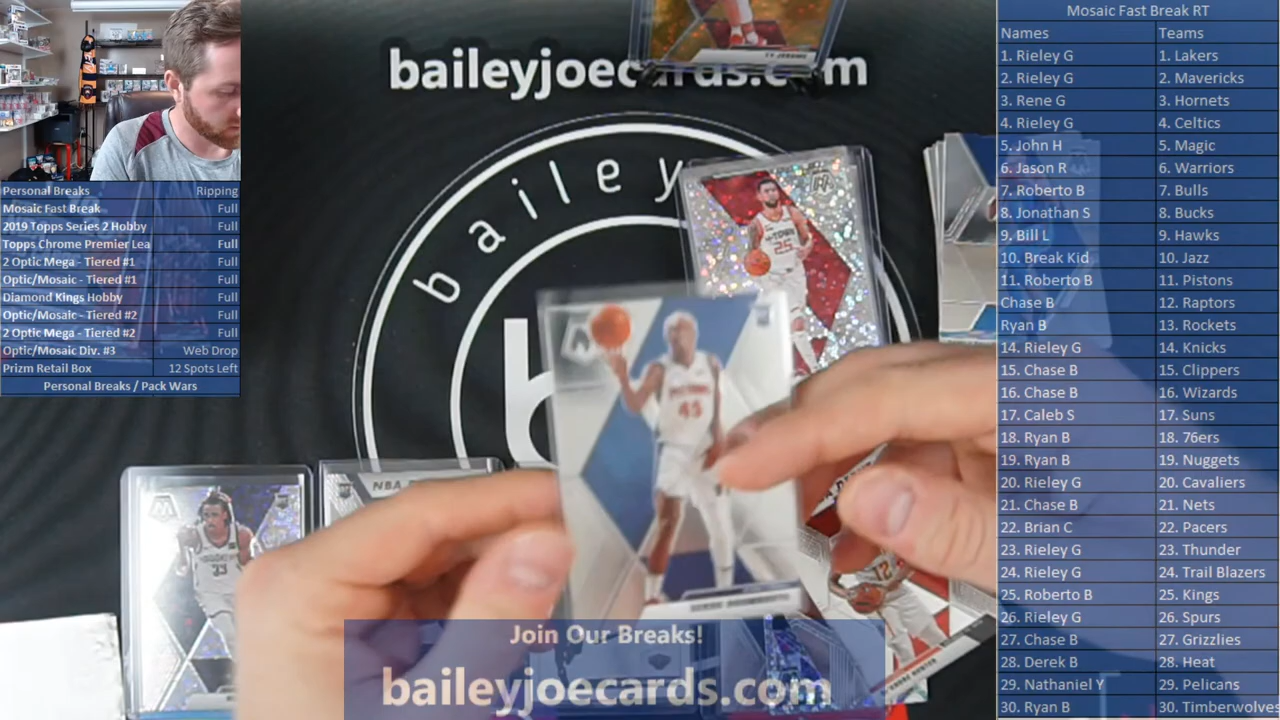 Personal Breaks Ripping
Mosaic Fast Break Full
2019 Topps Series 2 Hobby Full
Topps Chrome Premier Lea Full
2 Optic Mega - Tiered #1 Full
Optic/Mosaic - Tiered #1 Full
Diamond Kings Hobby Full
Optic/Mosaic - Tiered #2 Full
2 Optic Mega - Tiered #2 Full
Optic/Mosaic Div. #3 Web Drop
Prizm Retail Box 12 Spots Left
Personal Breaks / Pack Wars
TY JEROME
baileyjoec m
bailey
b
25
45
33
12
NBA
Join Our Breaks!
baileyjoecards.com
Mosaic Fast Break RT
Names Teams
1. Rieley G 1. Lakers
2. Rieley G 2. Mavericks
3. Rene G 3. Hornets
4. Rieley G 4. Celtics
5. John H 5. Magic
6. Jason R 6. Warriors
7. Roberto B 7. Bulls
8. Jonathan S 8. Bucks
9. Bill L 9. Hawks
10. Break Kid 10. Jazz
11. Roberto B 11. Pistons
Chase B 12. Raptors
Ryan B 13. Rockets
14. Rieley G 14. Knicks
15. Chase B 15. Clippers
16. Chase B 16. Wizards
17. Caleb S 17. Suns
18. Ryan B 18. 76ers
19. Ryan B 19. Nuggets
20. Rieley G 20. Cavaliers
21. Chase B 21. Nets
22. Brian C 22. Pacers
23. Rieley G 23. Thunder
24. Rieley G 24. Trail Blazers
25. Roberto B 25. Kings
26. Rieley G 26. Spurs
27. Chase B 27. Grizzlies
28. Derek B 28. Heat
29. Nathaniel Y 29. Pelicans
30. Ryan B 30. Timberwolves